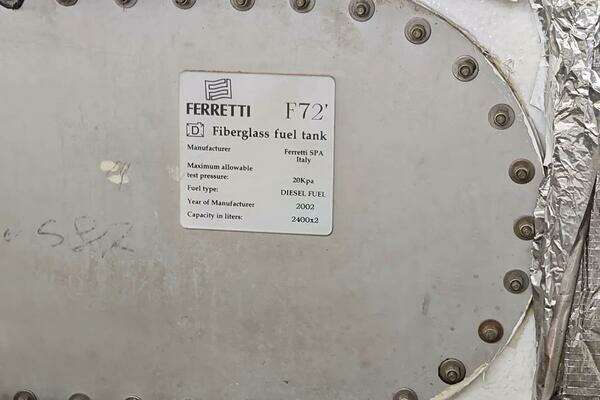 FERRETTI F72'
D Fiberglass fuel tank
Manufacturer Ferretti SPA
Italy
Maximum allowable
test pressure: 20Kpa
Fuel type: DIESEL FUEL
Year of Manufacturer 2002
Capacity in liters: 2400x2